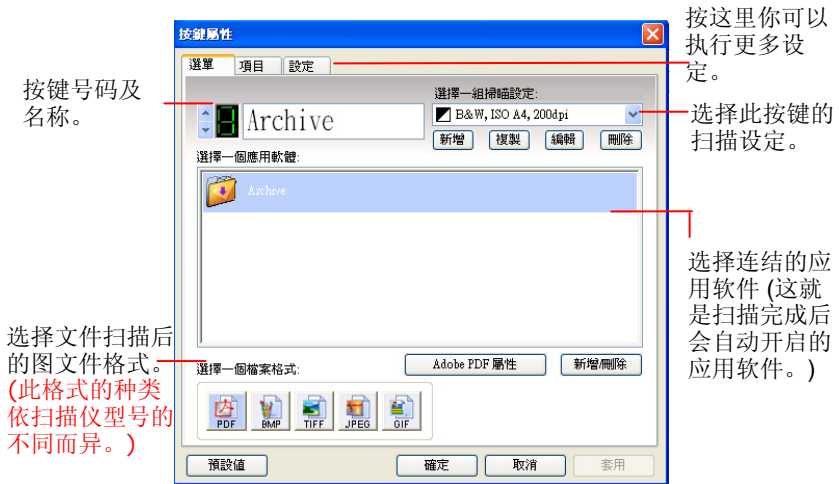 按键号码及
名称。
选择文件扫描后
的图文件格式。
(此格式的种类
依扫描仪型号的
不同而异。)
按鍵屬性
選單 項目 設定
選擇一組掃瞄設定:
3 Archive
B&W, ISO A4, 200dpi
新增 複製 編輯 刪除
選擇一個應用軟體:
Archive
選擇一個檔案格式:
Adobe PDF 屬性 新增/刪除
PDF BMP TIFF JPEG GIF
預設值 確定 取消 套用
按这里你可以
执行更多设
定。
选择此按键的
扫描设定。
选择连结的应
用软件 (这就
是扫描完成后
会自动开启的
应用软件。)